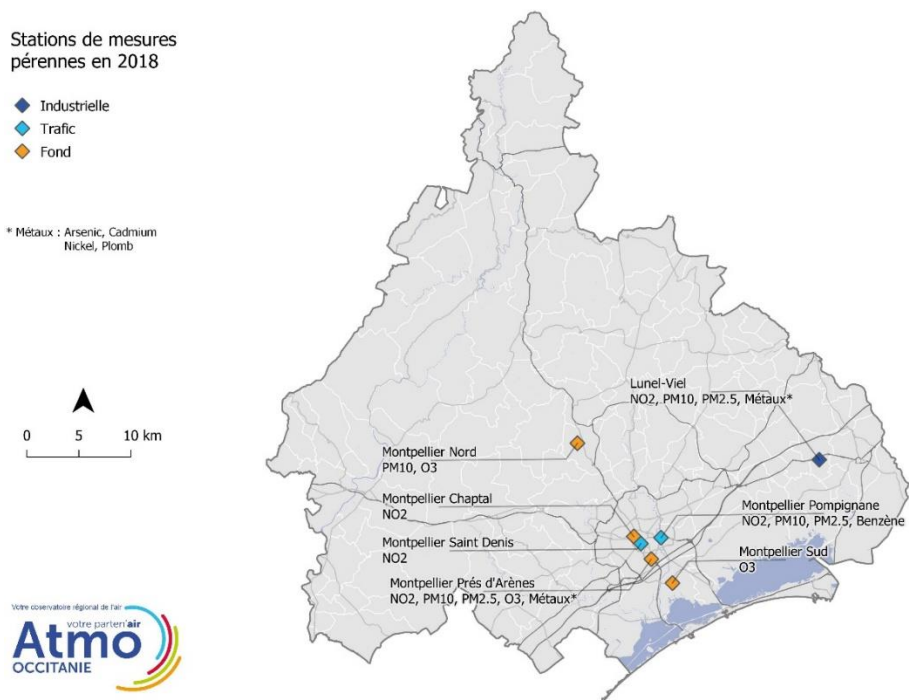 Stations de mesures
pérennes en 2018
Industrielle
Trafic
Fond
* Métaux : Arsenic, Cadmium
Nickel, Plomb
0 5 10 km
Lunel-Viel
NO2, PM10, PM2.5, Métaux*
Montpellier Nord
PM10, O3
Montpellier Chaptal
NO2
Montpellier Pompignane
NO2, PM10, PM2.5, Benzène
Montpellier Saint Denis
NO2
Montpellier Sud
O3
Montpellier Prés d'Arènes
NO2, PM10, PM2.5, O3, Métaux*
Votre observatoire régional de l'air
votre parten'air
Atmo
OCCITANIE